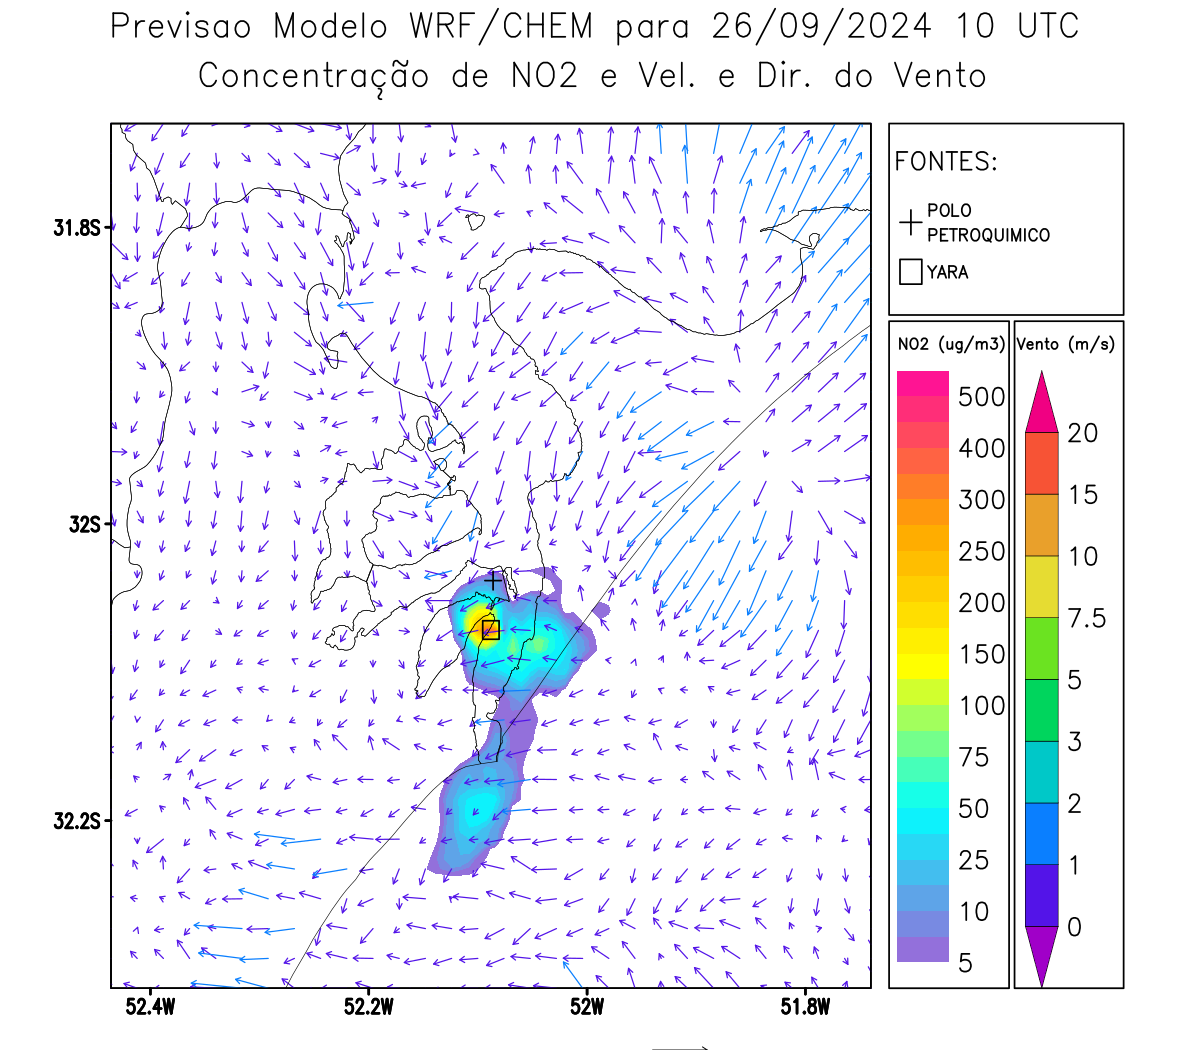 Previsao Modelo WRF/CHEM para 26/09/2024 10 UTC
Concentração de NO2 e Vel. e Dir. do Vento
FONTES:
POLO
PETROQUIMICO
YARA
NO2 (ug/m3)
500
400
300
250
200
150
100
75
50
25
10
5
Vento (m/s)
20
15
10
7.5
5
3
2
1
0
31.8S
32S
32.2S
52.4W
52.2W
52W
51.8W